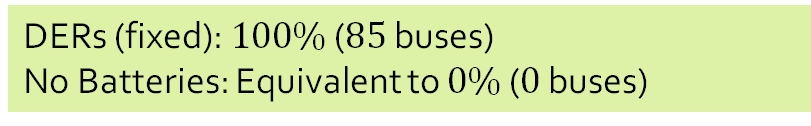 DERs (fixed): 100% (85 buses)
No Batteries: Equivalent to 0% (0 buses)